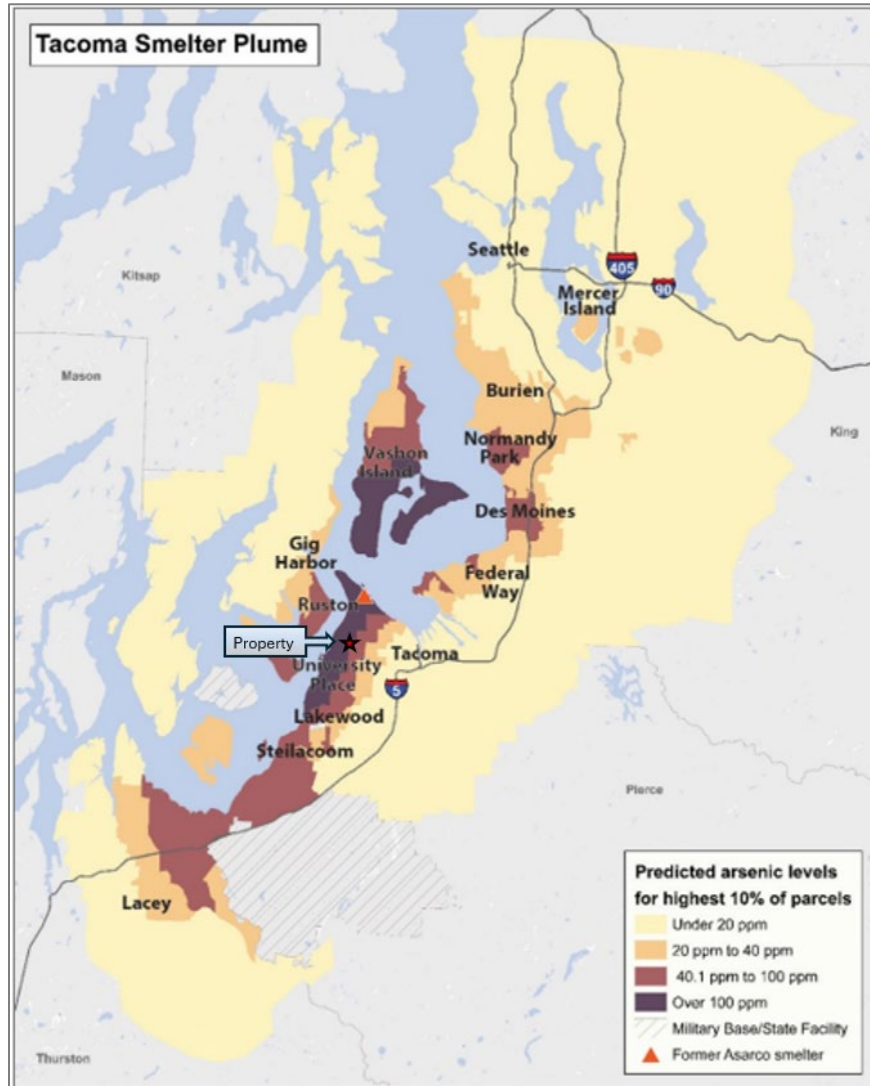 Tacoma Smelter Plume
Seattle
405
90
Mercer
Island
Kitsap
Mason
Burien
King
Normandy
Park
Vashon
Island
Des Moines
Gig
Harbor
Federal
Way
Ruston
Property
Tacoma
University
Place
5
Lakewood
Steilacoom
Pierce
Lacey
Thurston
Predicted arsenic levels
for highest 10% of parcels
Under 20 ppm
20 ppm to 40 ppm
40.1 ppm to 100 ppm
Over 100 ppm
Military Base/State Facility
Former Asarco smelter